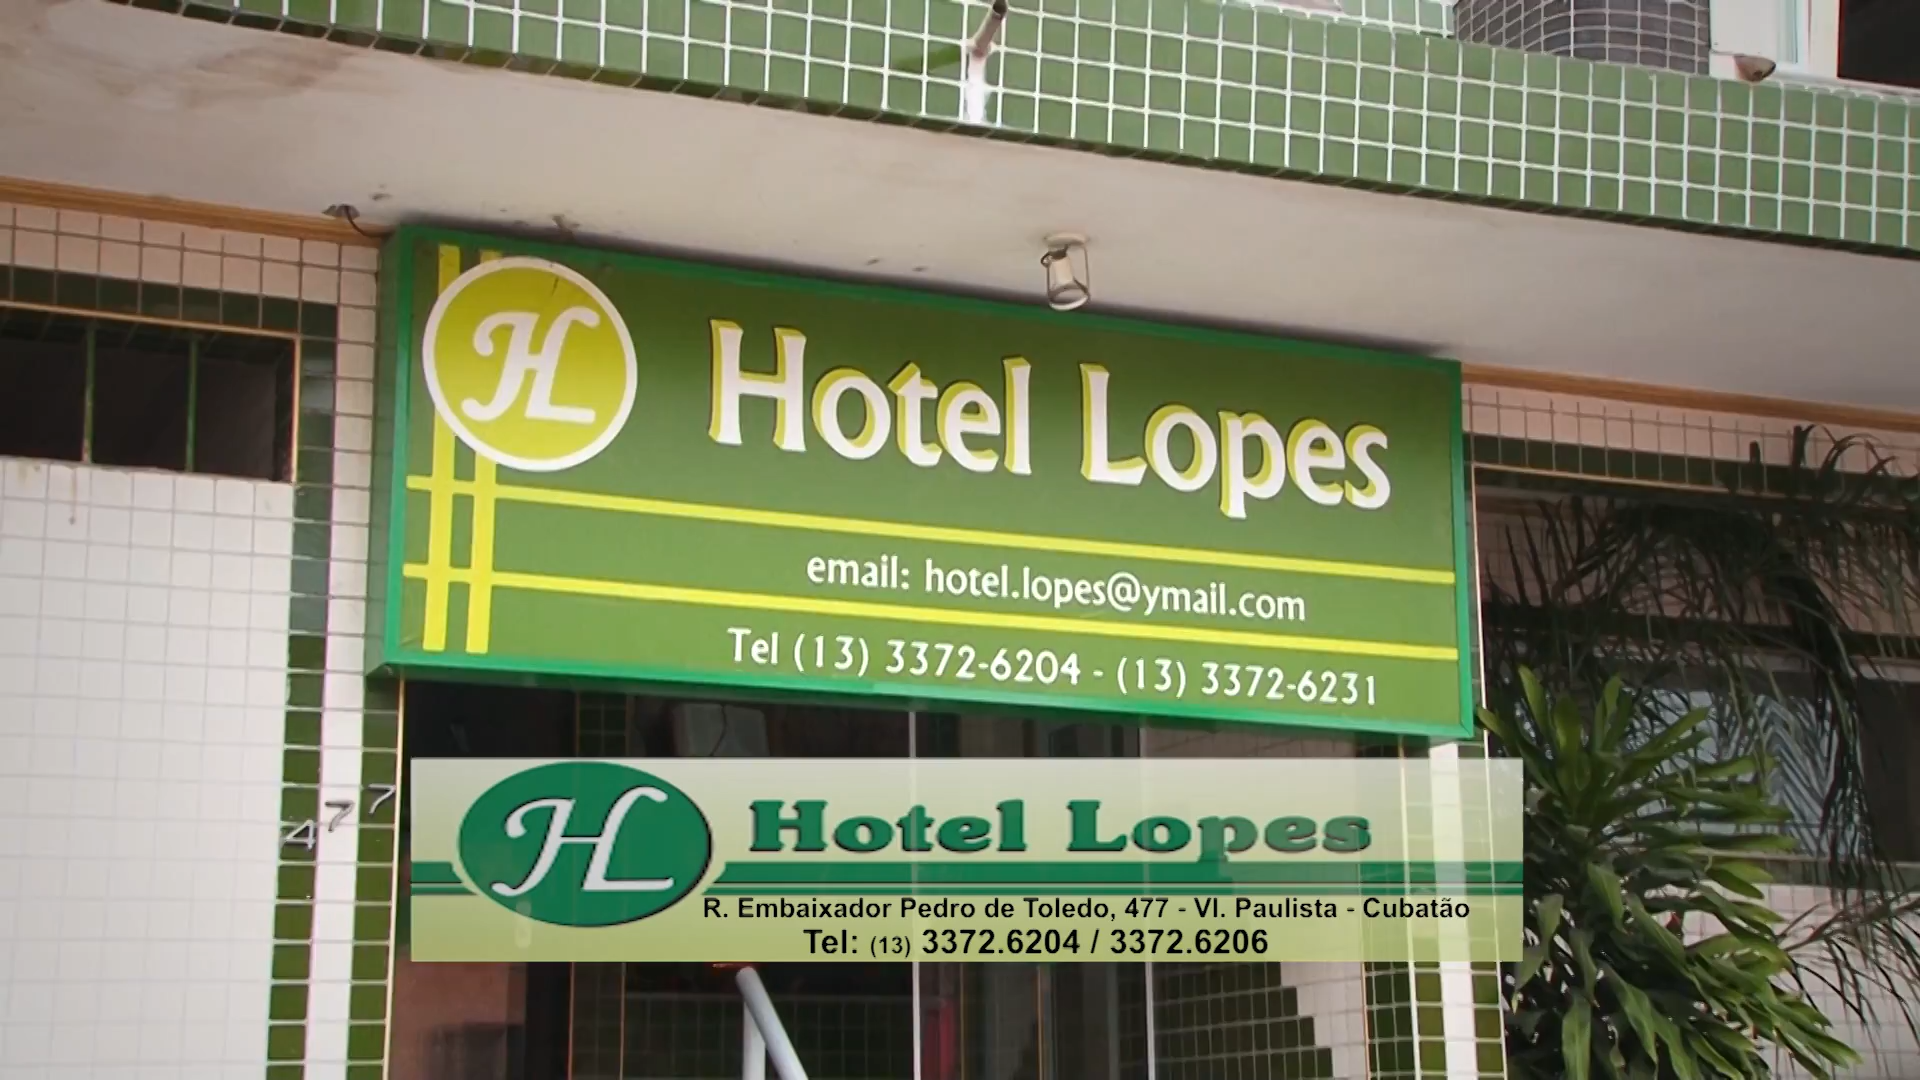 HL
Hotel Lopes
email: hotel.lopes@ymail.com
Tel (13) 3372-6204 - (13) 3372-6231
477
HL
Hotel Lopes
R. Embaixador Pedro de Toledo, 477 - Vl. Paulista - Cubatão
Tel: (13) 3372.6204 / 3372.6206